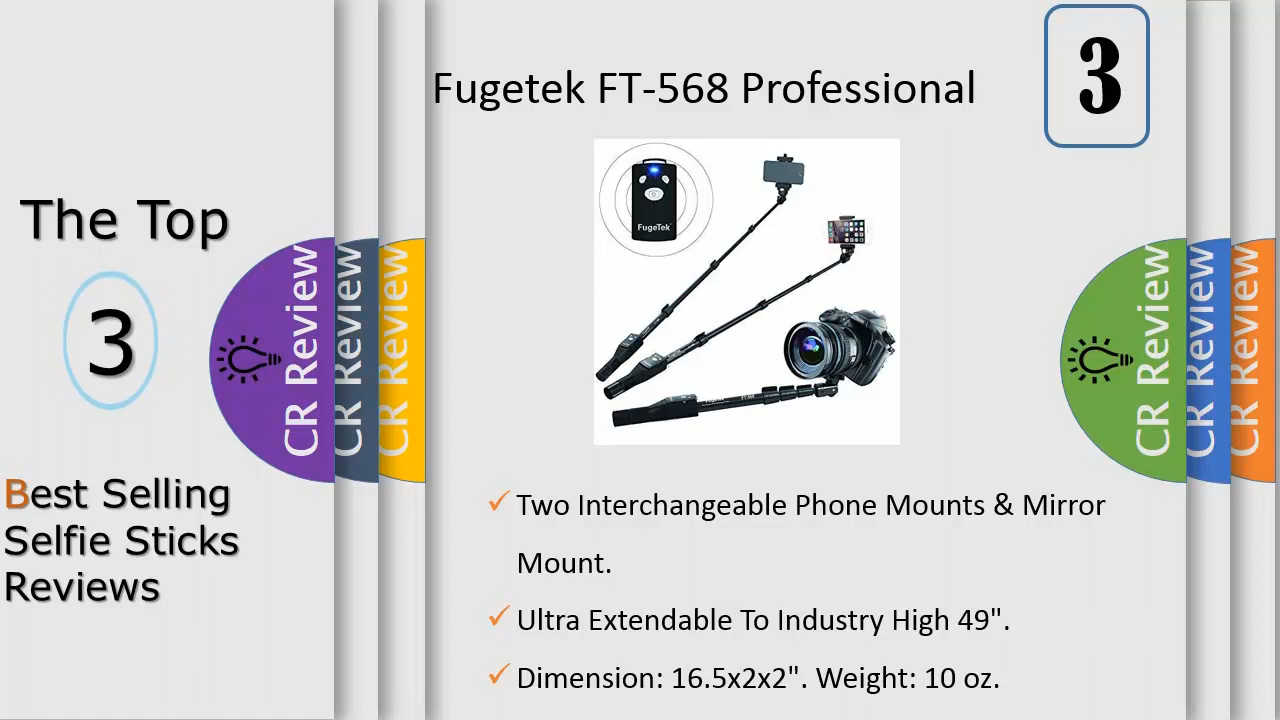 The Top
3
Best Selling
Selfie Sticks
Reviews
CR Review
CR Review
CR Review
Fugetek FT-568 Professional
3
FugeTek
Two Interchangeable Phone Mounts & Mirror
Mount.
Ultra Extendable To Industry High 49".
Dimension: 16.5x2x2". Weight: 10 oz.
CR Review
CR Review
CR Review